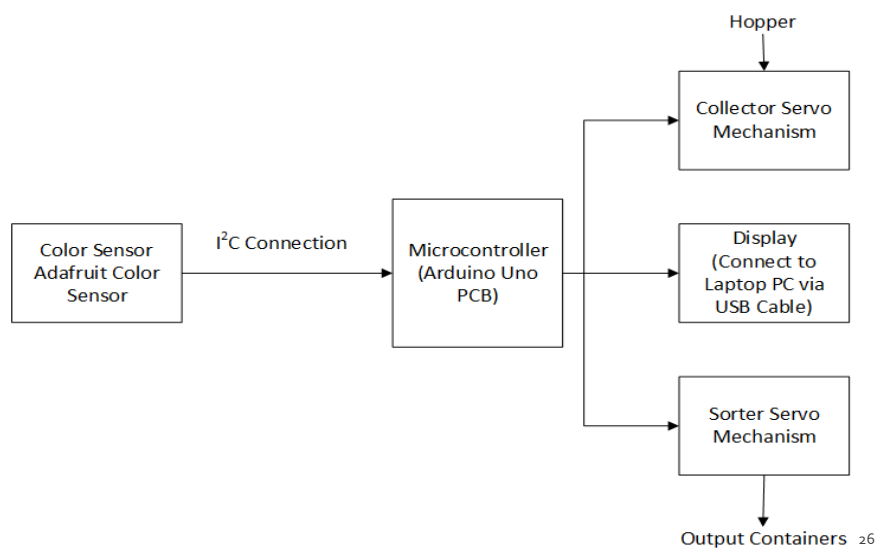 Hopper
Collector Servo
Mechanism
Color Sensor
Adafruit Color
Sensor
I²C Connection
Microcontroller
(Arduino Uno
PCB)
Display
(Connect to
Laptop PC via
USB Cable)
Sorter Servo
Mechanism
Output Containers
26